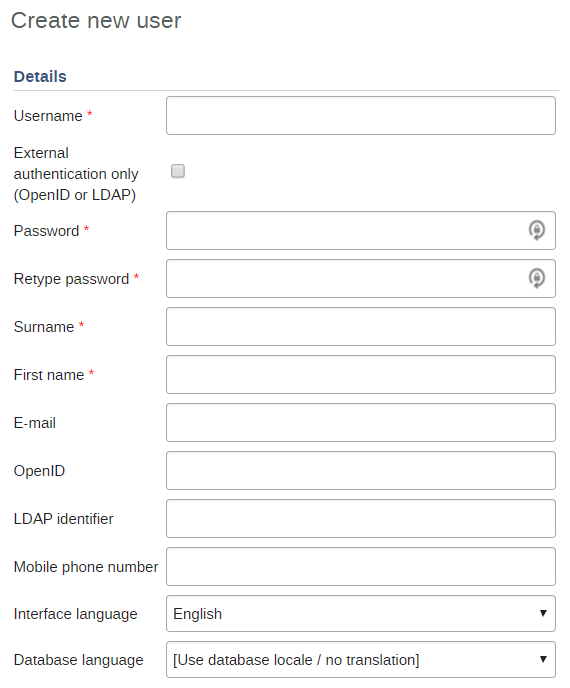 Create new user
Details
Username *
External
authentication only
(OpenID or LDAP)
Password *
Retype password *
Surname *
First name *
E-mail
OpenID
LDAP identifier
Mobile phone number
Interface language English
Database language [Use database locale / no translation]